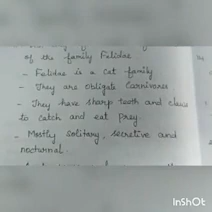 of the family Felidae
- Felidae is a cat family
- They are obligate Carnivores
- They have sharp teeth and claws
to catch and eat prey.
- Mostly solitary, secretive and
nocturnal.
InShOt